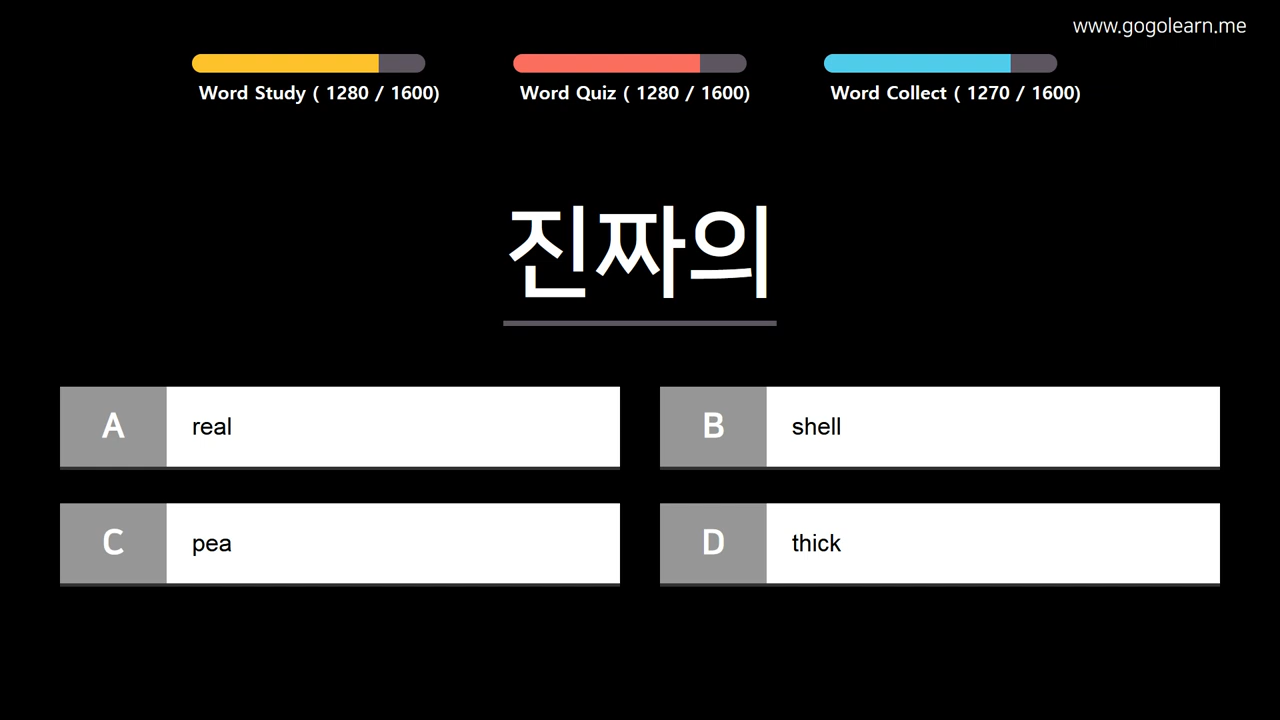 www.gogolearn.me
Word Study ( 1280 / 1600)
Word Quiz ( 1280 / 1600)
Word Collect ( 1270 / 1600)
진짜의
A real
B shell
C pea
D thick